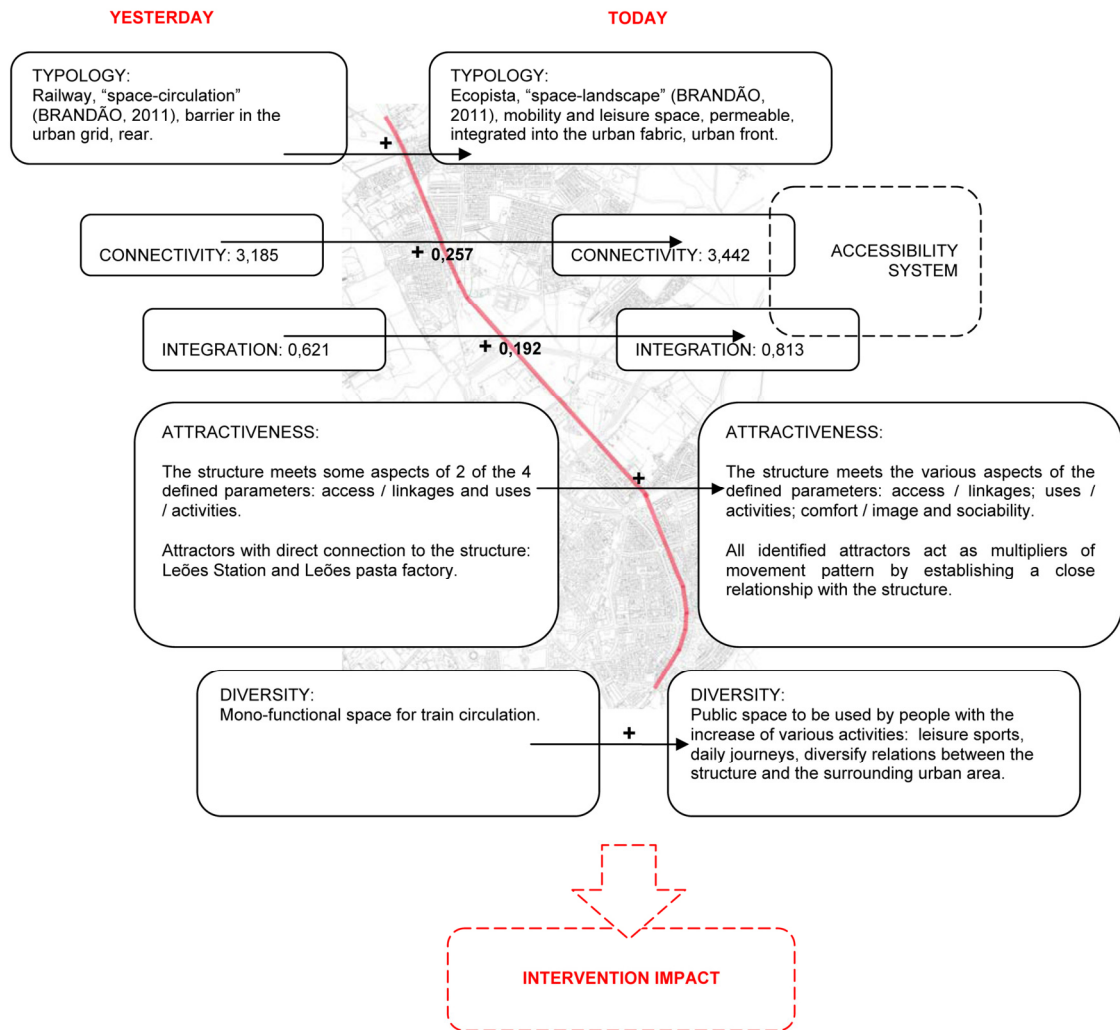 YESTERDAY
TODAY
TYPOLOGY:
Railway, “space-circulation”
(BRANDÃO, 2011), barrier in the
urban grid, rear.
+
TYPOLOGY:
Ecopista, “space-landscape” (BRANDÃO,
2011), mobility and leisure space, permeable,
integrated into the urban fabric, urban front.
CONNECTIVITY: 3,185
+ 0,257
CONNECTIVITY: 3,442
ACCESSIBILITY
SYSTEM
INTEGRATION: 0,621
+ 0,192
INTEGRATION: 0,813
ATTRACTIVENESS:
The structure meets some aspects of 2 of the 4
defined parameters: access / linkages and uses
/ activities.
Attractors with direct connection to the structure:
Leões Station and Leões pasta factory.
+
ATTRACTIVENESS:
The structure meets the various aspects of the
defined parameters: access / linkages; uses /
activities; comfort / image and sociability.
All identified attractors act as multipliers of
movement pattern by establishing a close
relationship with the structure.
DIVERSITY:
Mono-functional space for train circulation.
+
DIVERSITY:
Public space to be used by people with the
increase of various activities: leisure sports,
daily journeys, diversify relations between the
structure and the surrounding urban area.
INTERVENTION IMPACT